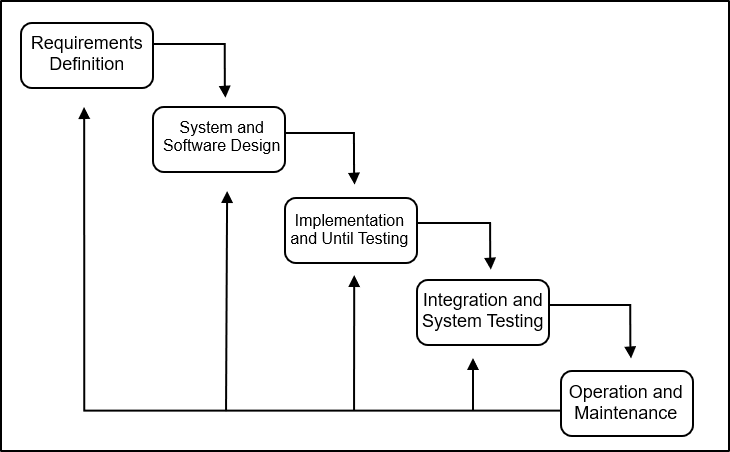 Requirements
Definition
System and
Software Design
Implementation
and Until Testing
Integration and
System Testing
Operation and
Maintenance